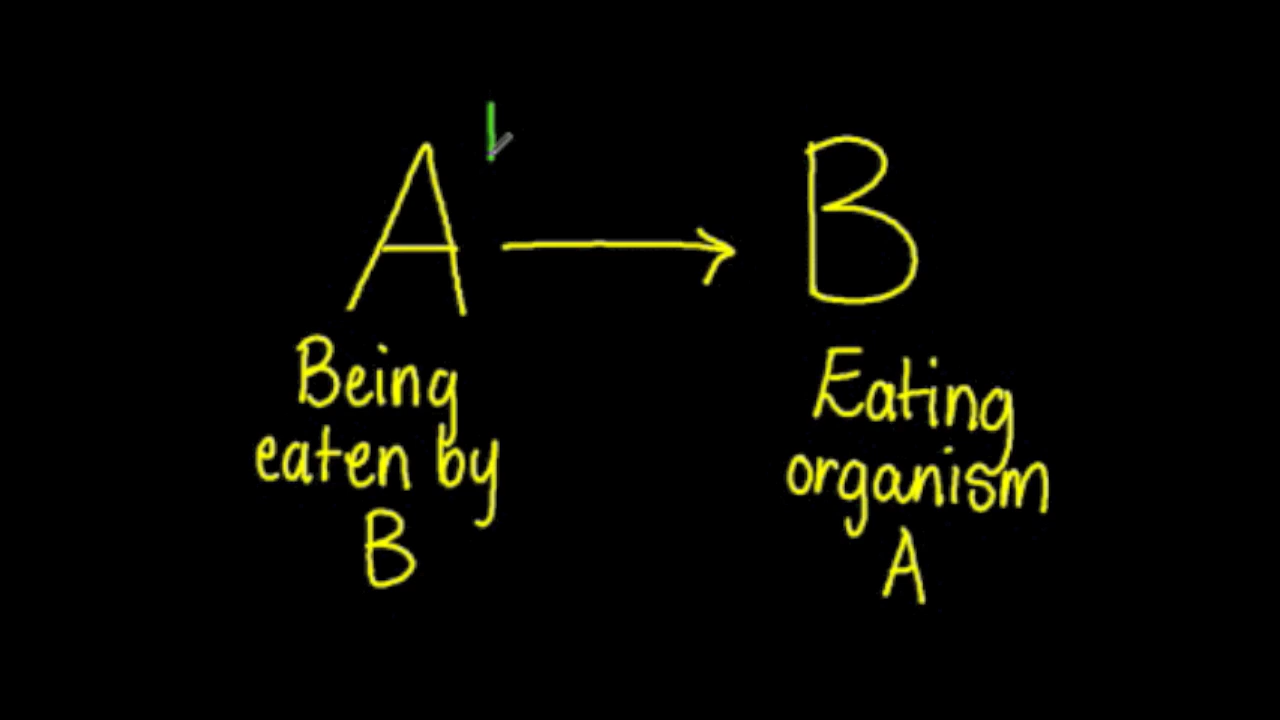 A → B
Being
eaten by
B
Eating
organism
A